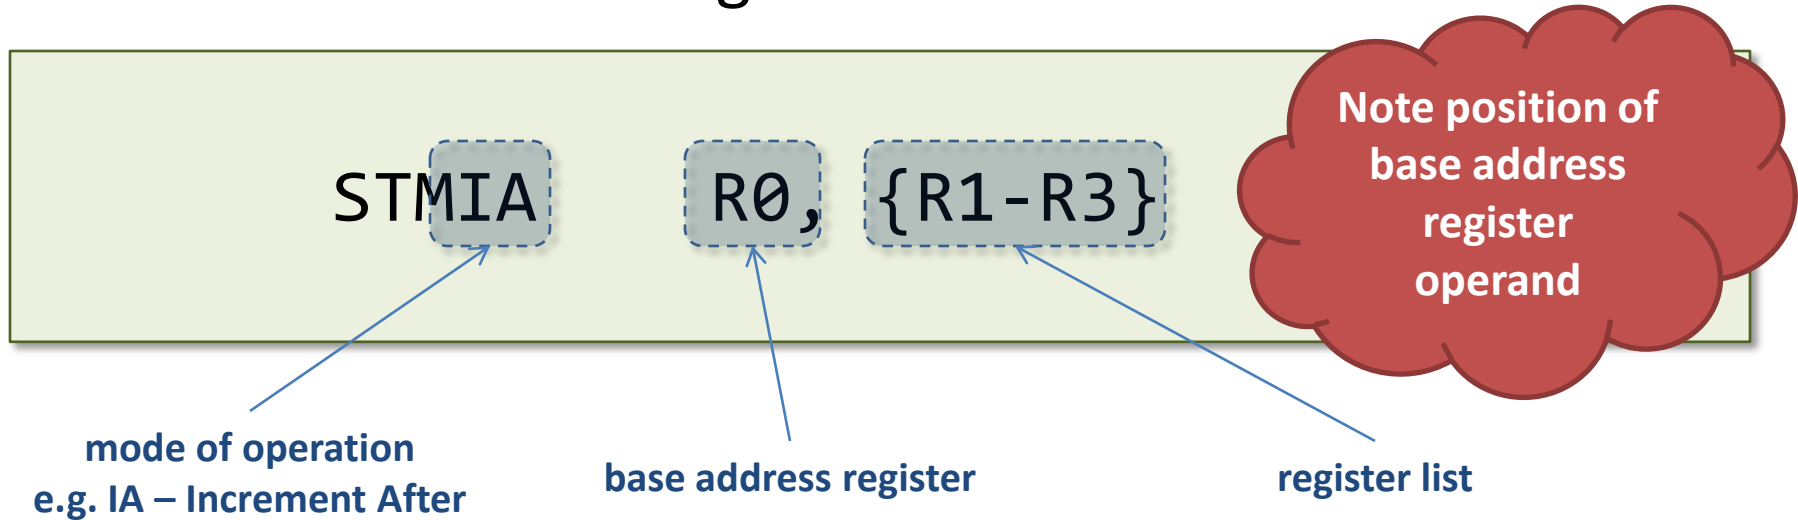 STMIA R0, {R1-R3}
Note position of
base address
register
operand
mode of operation
e.g. IA – Increment After
base address register
register list